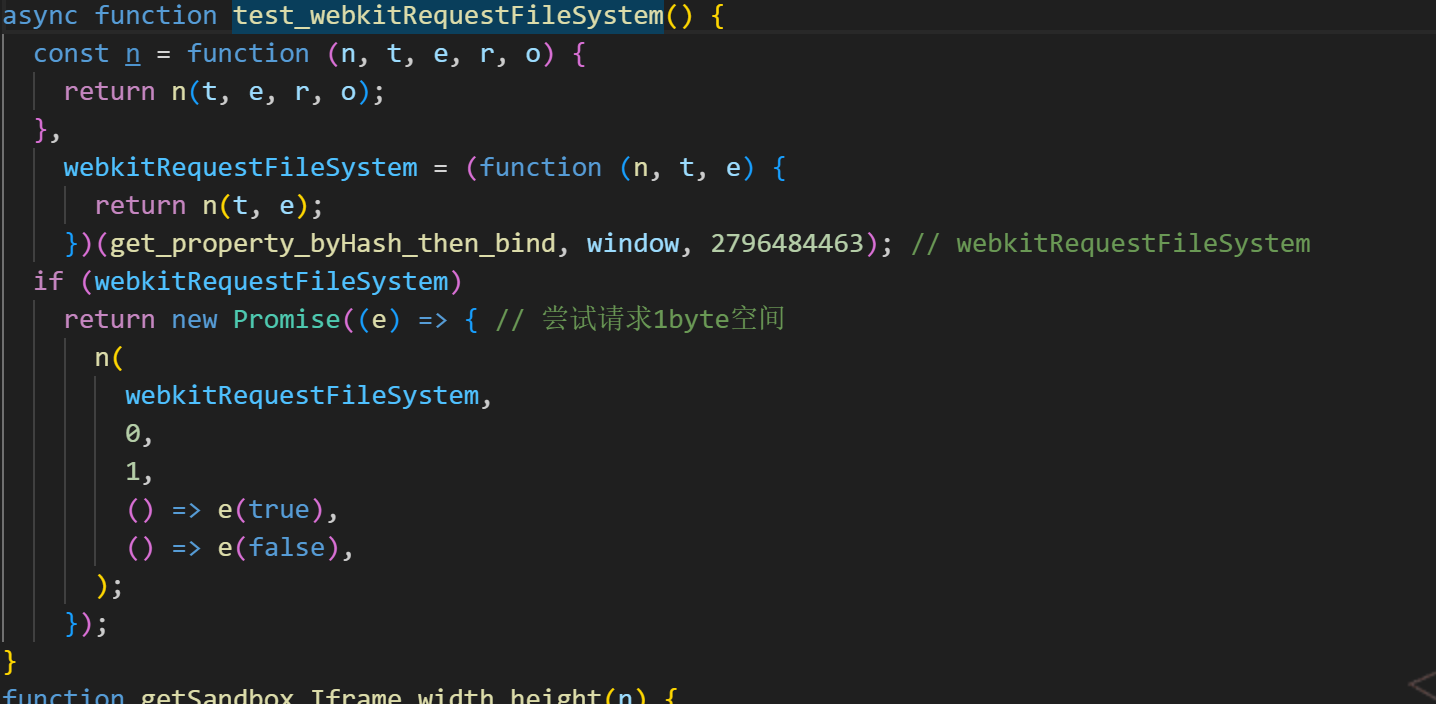 async function test_webkitRequestFileSystem() {
  const n = function (n, t, e, r, o) {
    return n(t, e, r, o);
  },
    webkitRequestFileSystem = (function (n, t, e) {
      return n(t, e);
    })(get_property_byHash_then_bind, window, 2796484463); // webkitRequestFileSystem
  if (webkitRequestFileSystem)
    return new Promise((e) => { // 尝试请求1byte空间
      n(
        webkitRequestFileSystem,
        0,
        1,
        () => e(true),
        () => e(false),
      );
    });
}
function getSandbox_Iframe_width_height(n) {